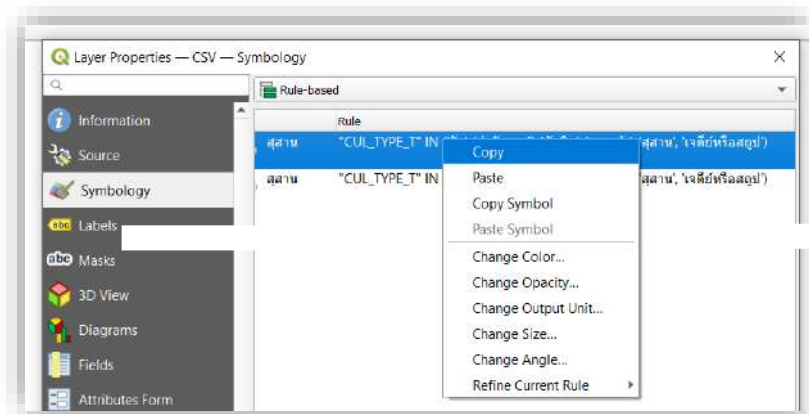 Layer Properties — CSV — Symbology
Rule-based
Information
Rule
สุสาน "CUL_TYPE_T" IN 'สุสาน', 'เจดีย์หรือสถูป')
Copy
Source
สุสาน "CUL_TYPE_T" IN 'สุสาน', 'เจดีย์หรือสถูป')
Paste
Symbology
Copy Symbol
Labels
Paste Symbol
Masks
Change Color...
3D View
Change Opacity...
Change Output Unit...
Diagrams
Change Size...
Fields
Change Angle...
Attributes Form
Refine Current Rule